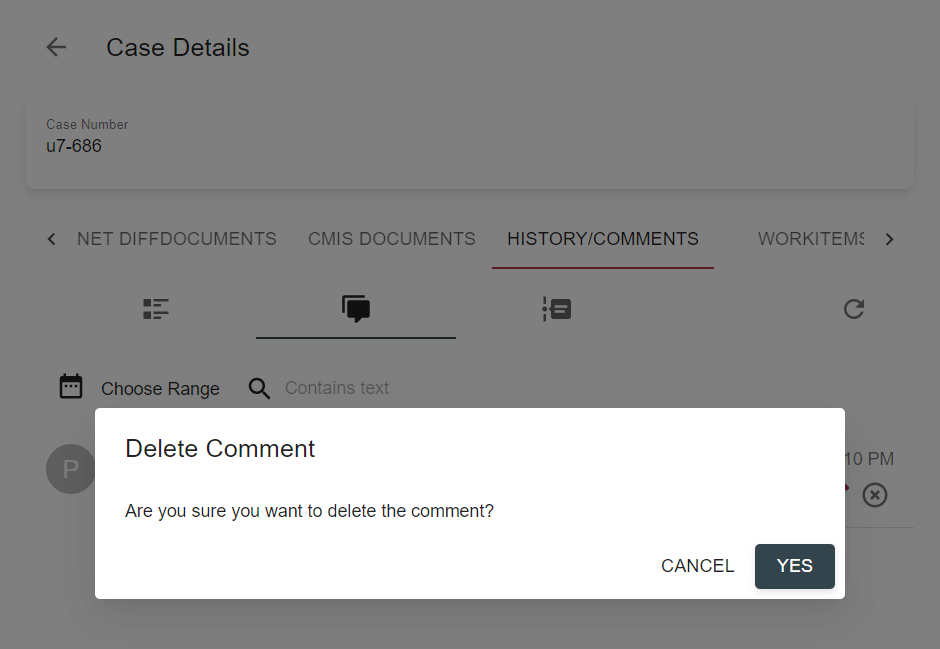 Case Details
Case Number
u7-686
NET DIFFDOCUMENTS CMIS DOCUMENTS HISTORY/COMMENTS WORKITEMS
Choose Range Contains text
Delete Comment
P
10 PM
Are you sure you want to delete the comment?
CANCEL YES